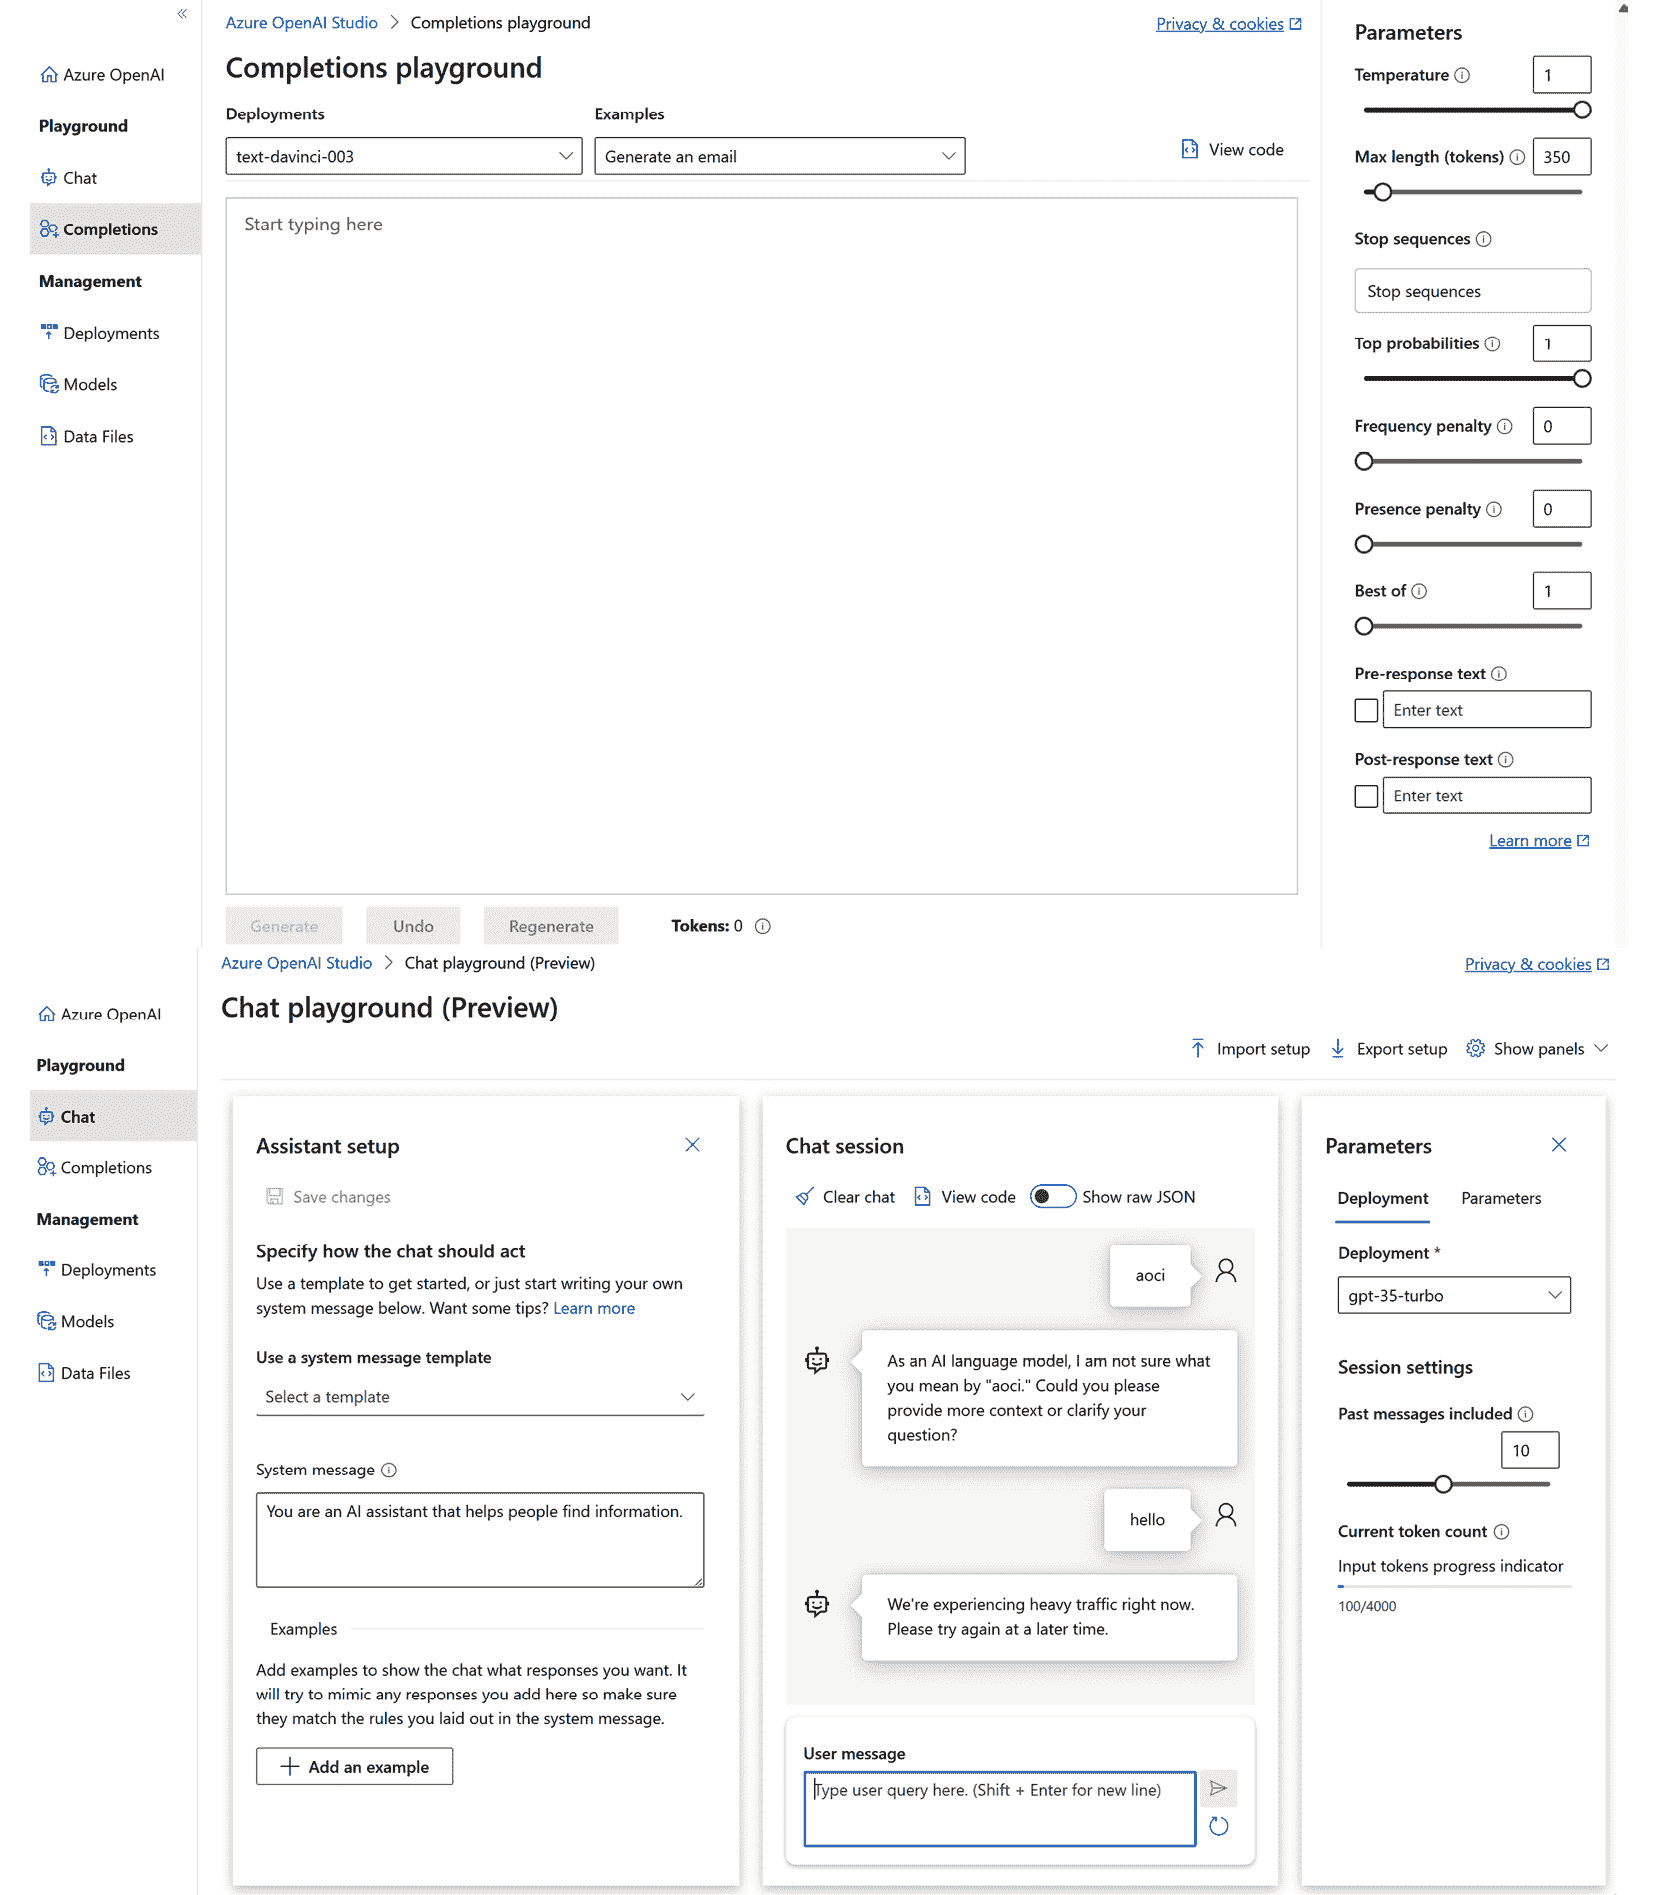 Azure OpenAI Studio > Completions playground
Privacy & cookies
Azure OpenAI
Playground
Chat
Completions
Management
Deployments
Models
Data Files
Completions playground
Deployments
Examples
text-davinci-003
Generate an email
View code
Start typing here
Generate
Undo
Regenerate
Tokens: 0
Parameters
Temperature
1
Max length (tokens)
350
Stop sequences
Stop sequences
Top probabilities
1
Frequency penalty
0
Presence penalty
0
Best of
1
Pre-response text
Enter text
Post-response text
Enter text
Learn more
Azure OpenAI Studio > Chat playground (Preview)
Privacy & cookies
Azure OpenAI
Playground
Chat
Completions
Management
Deployments
Models
Data Files
Chat playground (Preview)
Import setup
Export setup
Show panels
Assistant setup
Save changes
Specify how the chat should act
Use a template to get started, or just start writing your own
system message below. Want some tips? Learn more
Use a system message template
Select a template
System message
You are an AI assistant that helps people find information.
Examples
Add examples to show the chat what responses you want. It
will try to mimic any responses you add here so make sure
they match the rules you laid out in the system message.
Add an example
Chat session
Clear chat
View code
Show raw JSON
aoci
As an AI language model, I am not sure what
you mean by "aoci." Could you please
provide more context or clarify your
question?
hello
We're experiencing heavy traffic right now.
Please try again at a later time.
User message
Type user query here. (Shift + Enter for new line)
Parameters
Deployment
Parameters
Deployment *
gpt-35-turbo
Session settings
Past messages included
10
Current token count
Input tokens progress indicator
100/4000